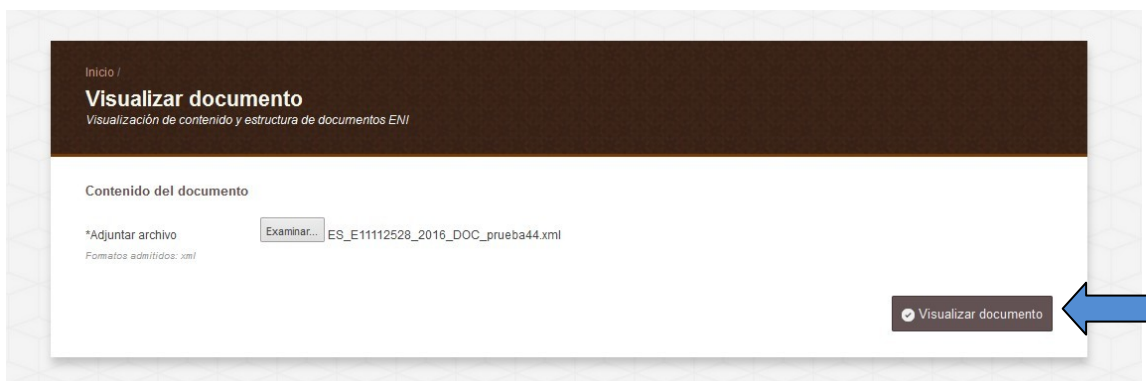 Inicio /
Visualizar documento
Visualización de contenido y estructura de documentos ENI
Contenido del documento
*Adjuntar archivo
Examinar... ES_E11112528_2016_DOC_prueba44.xml
Formatos admitidos: xml
Visualizar documento